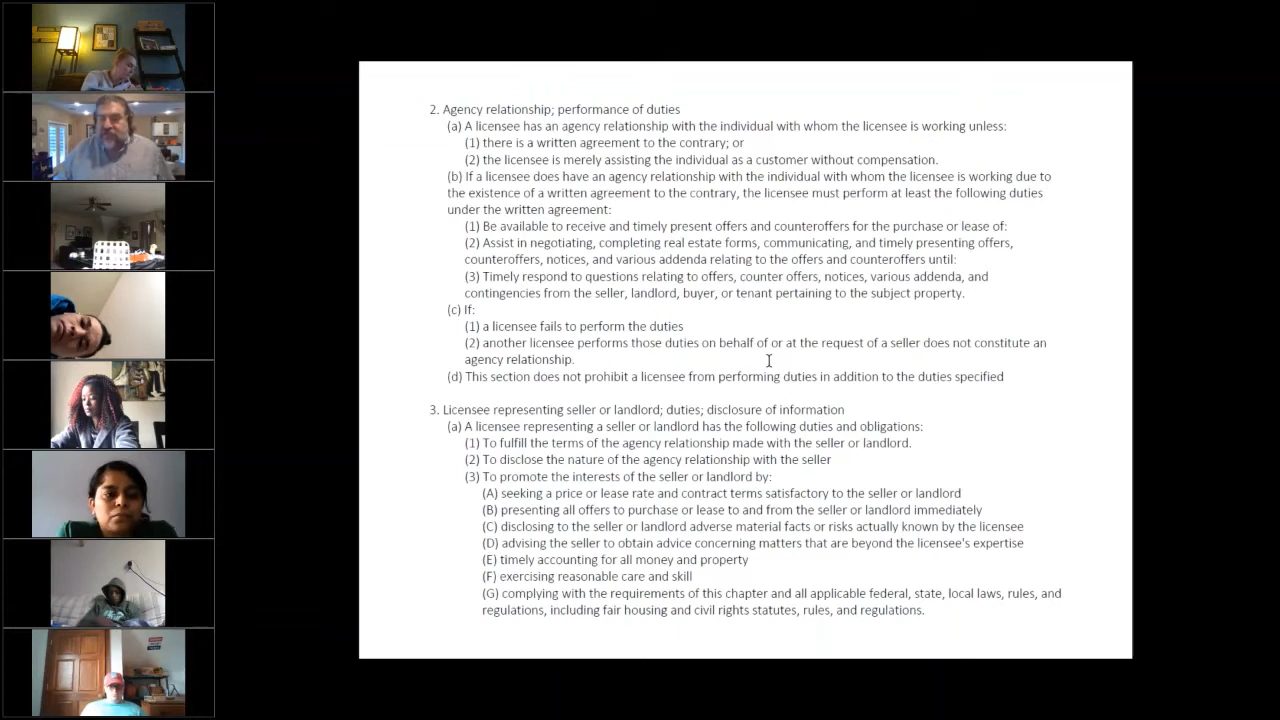 2. Agency relationship; performance of duties
(a) A licensee has an agency relationship with the individual with whom the licensee is working unless:
(1) there is a written agreement to the contrary; or
(2) the licensee is merely assisting the individual as a customer without compensation.
(b) If a licensee does have an agency relationship with the individual with whom the licensee is working due to
the existence of a written agreement to the contrary, the licensee must perform at least the following duties
under the written agreement:
(1) Be available to receive and timely present offers and counteroffers for the purchase or lease of:
(2) Assist in negotiating, completing real estate forms, communicating, and timely presenting offers,
counteroffers, notices, and various addenda relating to the offers and counteroffers until:
(3) Timely respond to questions relating to offers, counter offers, notices, various addenda, and
contingencies from the seller, landlord, buyer, or tenant pertaining to the subject property.
(c) If:
(1) a licensee fails to perform the duties
(2) another licensee performs those duties on behalf of or at the request of a seller does not constitute an
agency relationship.
(d) This section does not prohibit a licensee from performing duties in addition to the duties specified
3. Licensee representing seller or landlord; duties; disclosure of information
(a) A licensee representing a seller or landlord has the following duties and obligations:
(1) To fulfill the terms of the agency relationship made with the seller or landlord.
(2) To disclose the nature of the agency relationship with the seller
(3) To promote the interests of the seller or landlord by:
(A) seeking a price or lease rate and contract terms satisfactory to the seller or landlord
(B) presenting all offers to purchase or lease to and from the seller or landlord immediately
(C) disclosing to the seller or landlord adverse material facts or risks actually known by the licensee
(D) advising the seller to obtain advice concerning matters that are beyond the licensee's expertise
(E) timely accounting for all money and property
(F) exercising reasonable care and skill
(G) complying with the requirements of this chapter and all applicable federal, state, local laws, rules, and
regulations, including fair housing and civil rights statutes, rules, and regulations.